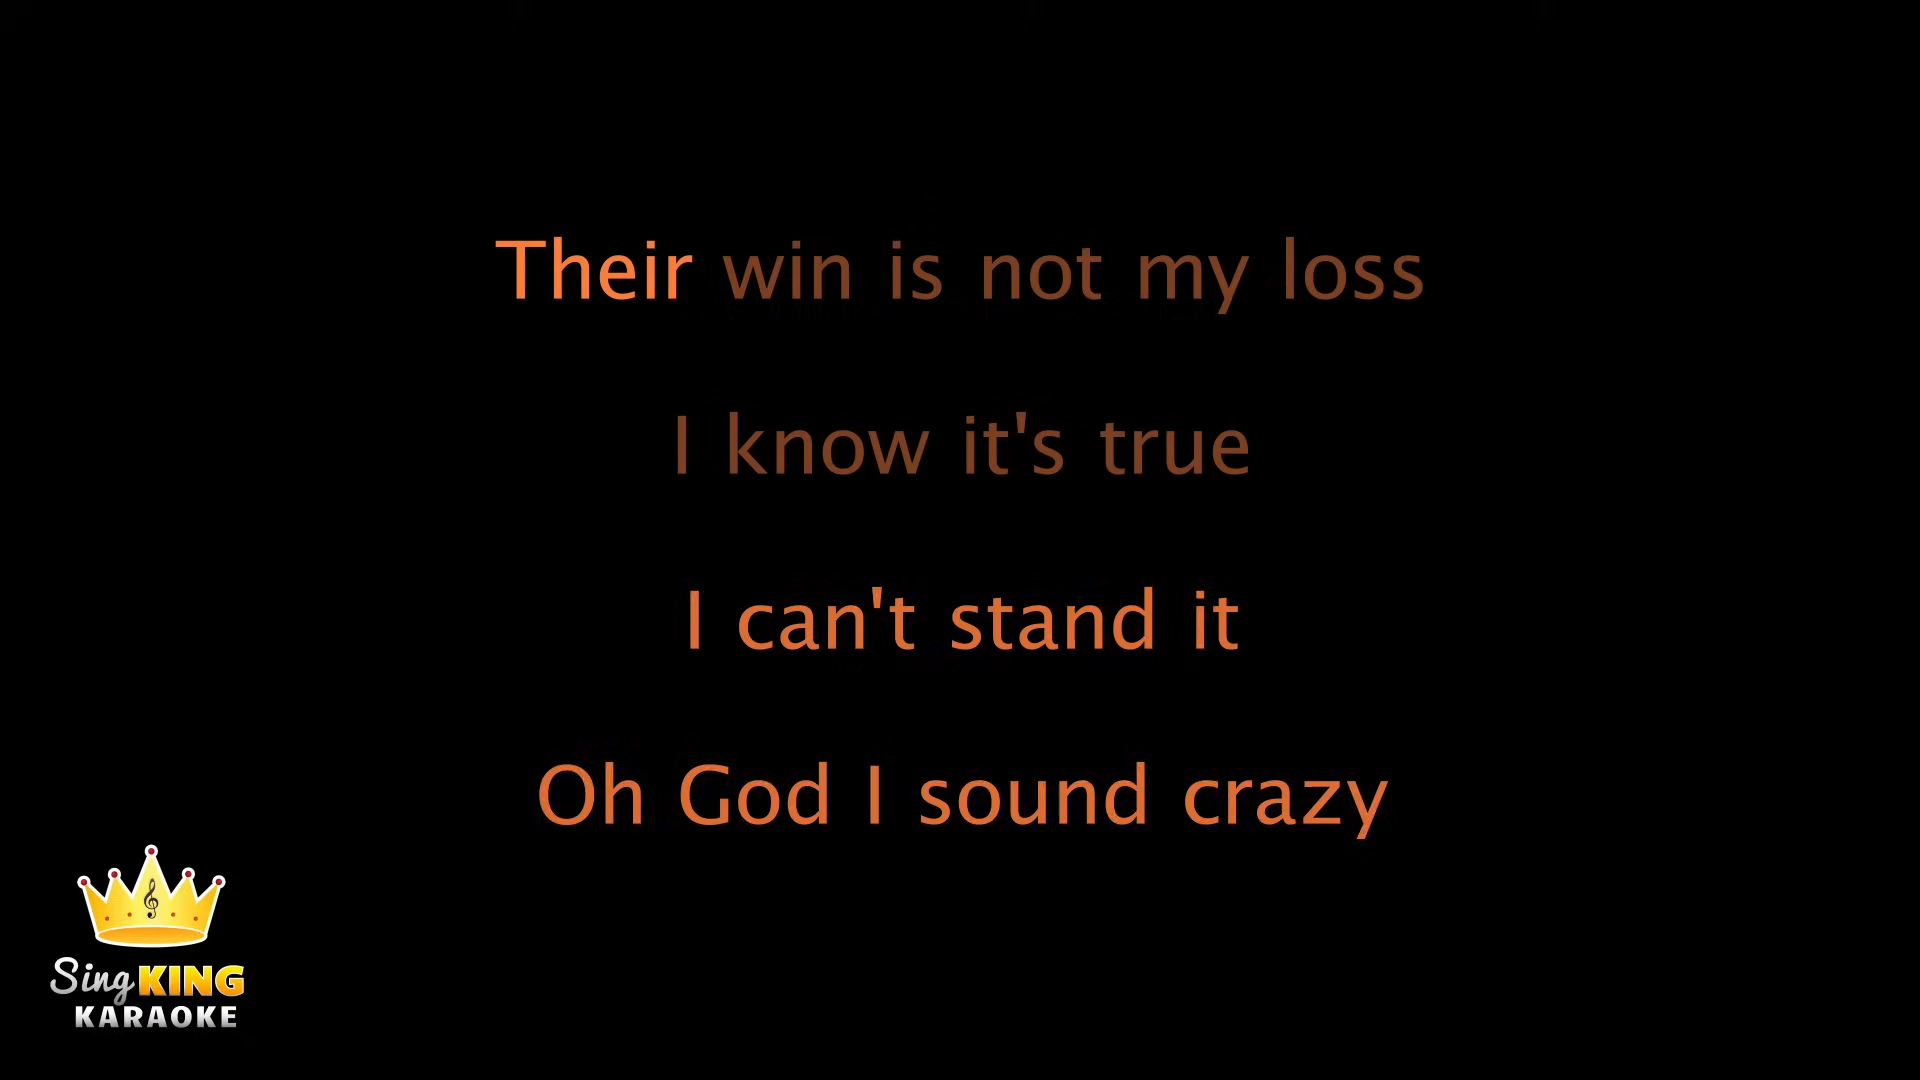 Their win is not my loss
I know it's true
I can't stand it
Oh God I sound crazy
Sing KING
KARAOKE